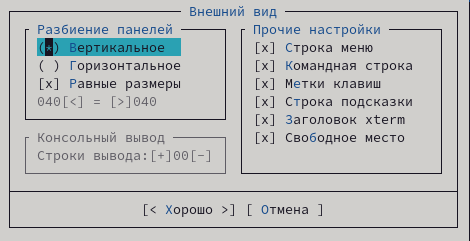 Внешний вид
Разбиение панелей
(*) Вертикальное
( ) Горизонтальное
[x] Равные размеры
040[<] = [>]040
Консольный вывод
Строки вывода:[+]00[-]
Прочие настройки
[x] Строка меню
[x] Командная строка
[x] Метки клавиш
[x] Строка подсказки
[x] Заголовок xterm
[x] Свободное место
[< Хорошо >] [ Отмена ]